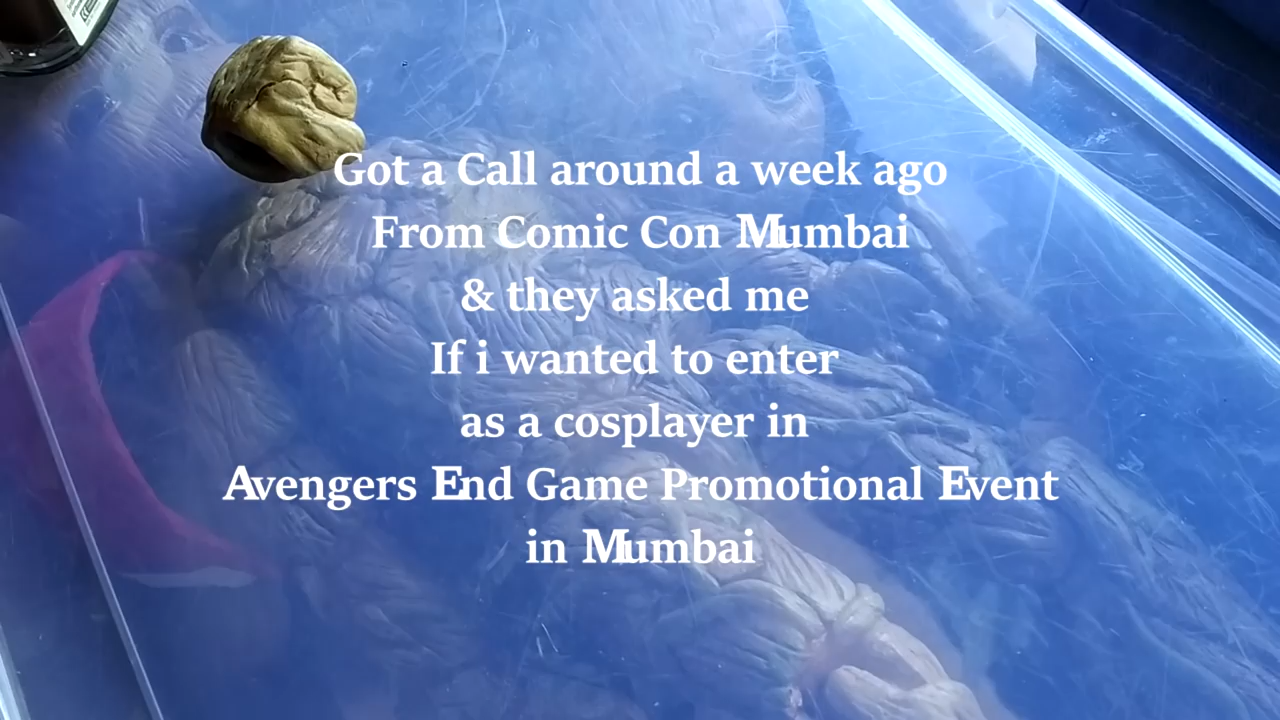 Got a Call around a week ago
From Comic Con Mumbai
& they asked me
If i wanted to enter
as a cosplayer in
Avengers End Game Promotional Event
in Mumbai